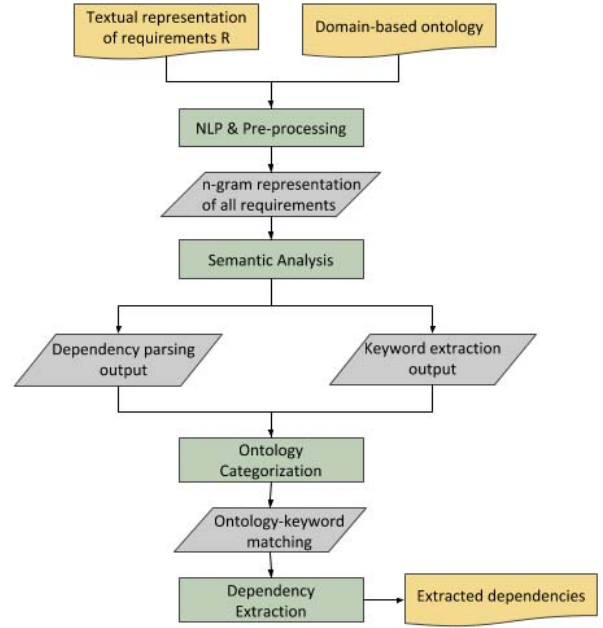 Textual representation
of requirements R
Domain-based ontology
NLP & Pre-processing
n-gram representation
of all requirements
Semantic Analysis
Dependency parsing
output
Keyword extraction
output
Ontology
Categorization
Ontology-keyword
matching
Dependency
Extraction
Extracted dependencies